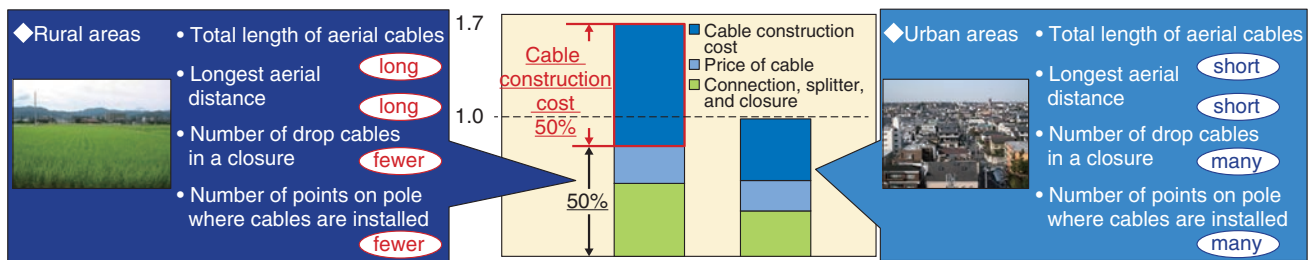 ◆Rural areas
• Total length of aerial cables
long
• Longest aerial
distance
long
• Number of drop cables
in a closure
fewer
• Number of points on pole
where cables are installed
fewer
1.7
1.0
Cable
construction
cost
50%
50%
Cable construction
cost
Price of cable
Connection, splitter,
and closure
◆Urban areas
• Total length of aerial cables
short
• Longest aerial
distance
short
• Number of drop cables
in a closure
many
• Number of points on pole
where cables are installed
many